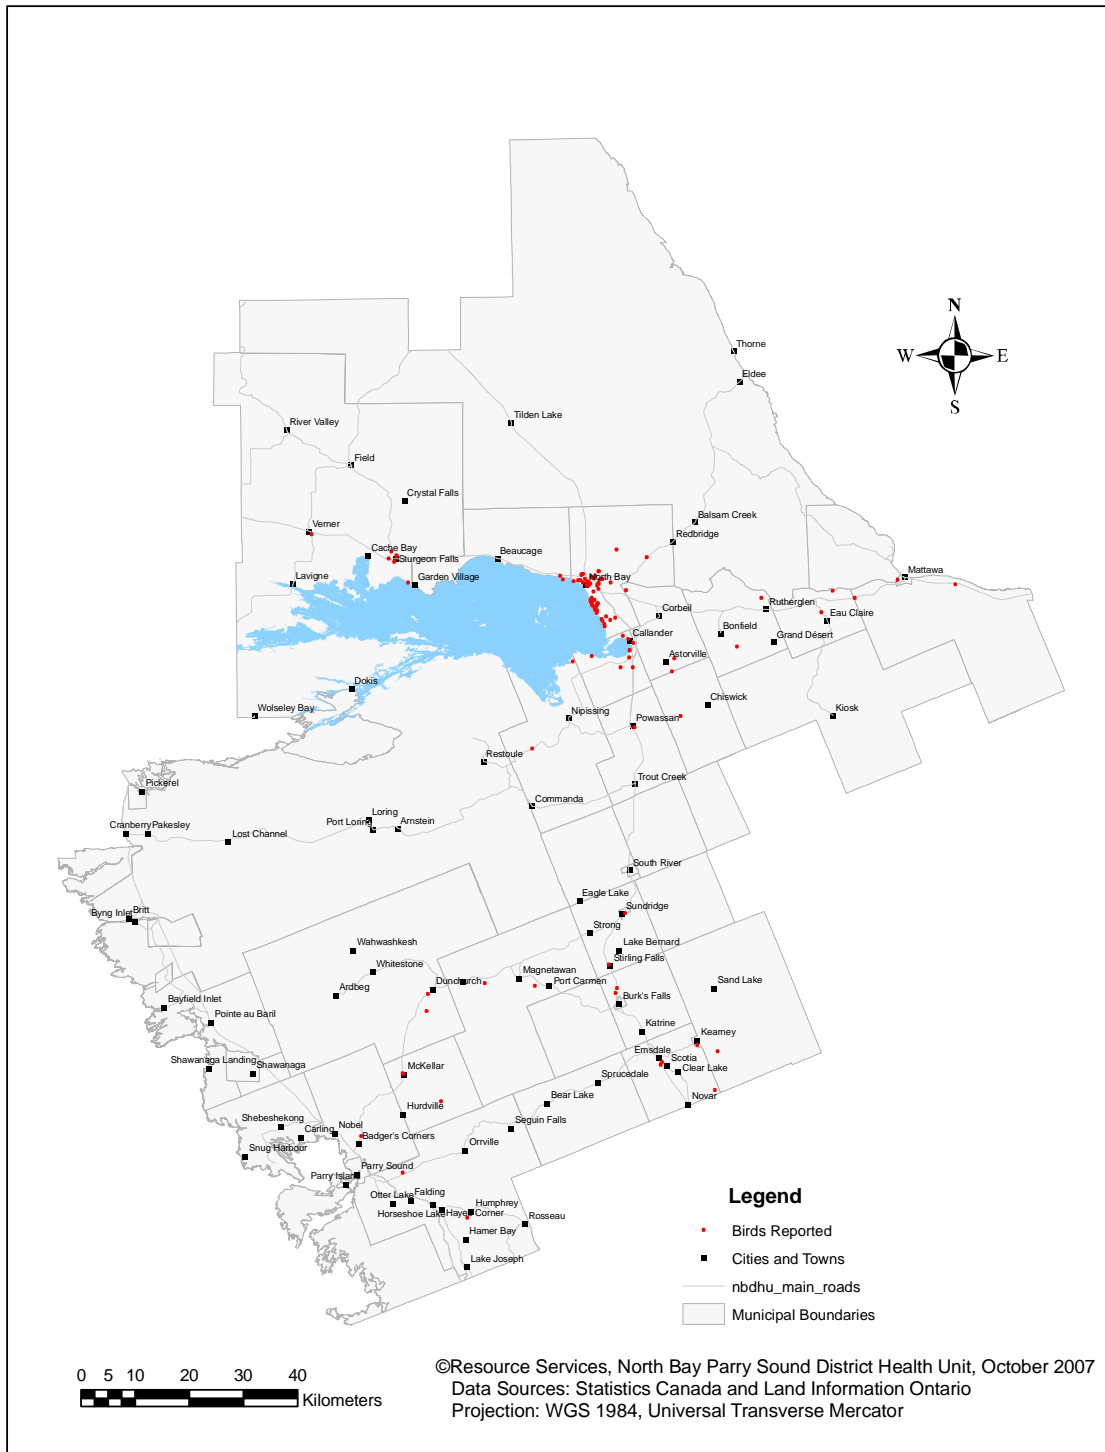 N
W E
S
Thorne
Eldee
Tilden Lake
River Valley
Field
Crystal Falls
Balsam Creek
Verner
Redbridge
Cache Bay
Sturgeon Falls
Beaucage
Lavigne
Garden Village
North Bay
Mattawa
Rutherglen
Corbeil
Eau Claire
Bonfield
Callander
Grand Désert
Astorville
Dokis
Chiswick
Wolseley Bay
Nipissing
Powassan
Kiosk
Restoule
Pickerel
Trout Creek
Commanda
Loring
Cranberry
Pakesley
Port Loring
Arnstein
Lost Channel
South River
Eagle Lake
Byng Inlet
Britt
Sundridge
Strong
Wahwashkesh
Lake Bernard
Stirling Falls
Whitestone
Magnetawan
Dunchurch
Port Carmen
Sand Lake
Ardbeg
Bayfield Inlet
Burk's Falls
Pointe au Baril
Katrine
Kearney
Emsdale
Scotia
Shawanaga Landing
Shawanaga
McKellar
Clear Lake
Sprucedale
Bear Lake
Novar
Hurdville
Shebeshekong
Nobel
Seguin Falls
Carling
Badger's Corners
Snug Harbour
Orrville
Parry Sound
Parry Island
Otter Lake
Falding
Humphrey
Horseshoe Lake
Hayes Corner
Rosseau
Hamer Bay
Lake Joseph
Legend
Birds Reported
Cities and Towns
nbdhu_main_roads
Municipal Boundaries
0 5 10 20 30 40
Kilometers
©Resource Services, North Bay Parry Sound District Health Unit, October 2007
Data Sources: Statistics Canada and Land Information Ontario
Projection: WGS 1984, Universal Transverse Mercator